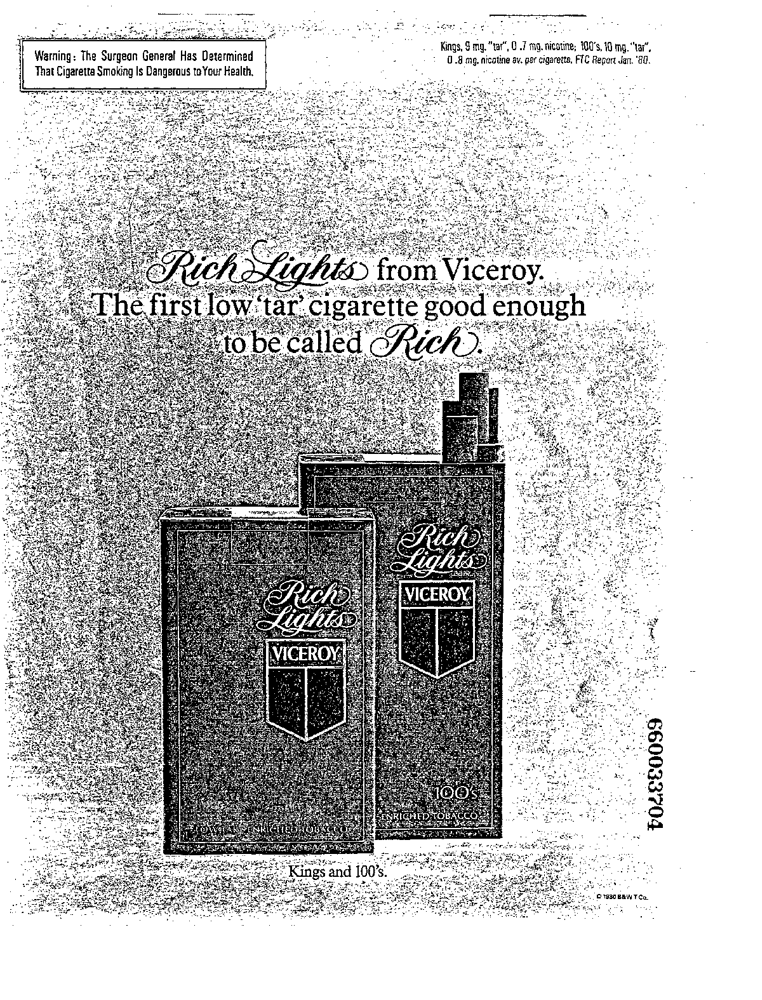 Warning: The Surgeon General Has Determined
That Cigarette Smoking Is Dangerous to Your Health.
Kings, 9 mg. "tar", 0.7 mg. nicotine; 100's, 10 mg. "tar",
0.8 mg. nicotine av. per cigarette, FTC Report Jan. '80.
Rich Lights from Viceroy.
The first low 'tar' cigarette good enough
to be called Rich.
Rich
Lights
VICEROY
100's
ENRICHED TOBACCO
Rich
Lights
VICEROY
ENRICHED TOBACCO
Kings and 100's.
660033704
© 1980 B&W T Co.